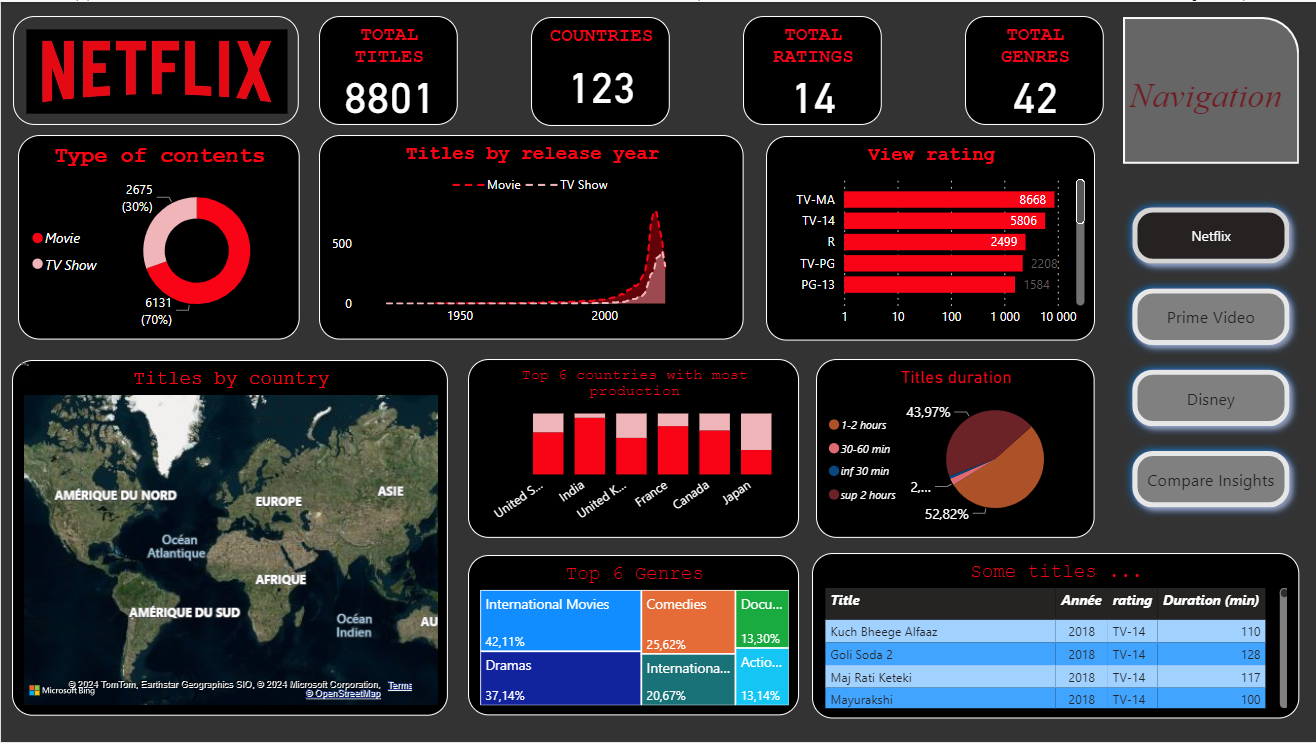 NETFLIX
TOTAL
TITLES
8801
COUNTRIES
123
TOTAL
RATINGS
14
TOTAL
GENRES
42
Navigation
Type of contents
2675
(30%)
Movie
TV Show
6131
(70%)
Titles by release year
Movie TV Show
500
0
1950 2000
View rating
TV-MA 8668
TV-14 5806
R 2499
TV-PG 2208
PG-13 1584
1 10 100 1 000 10 000
Netflix
Prime Video
Disney
Compare Insights
Titles by country
AMÉRIQUE DU NORD
EUROPE
ASIE
Océan
Atlantique
AFRIQUE
AMÉRIQUE DU SUD
Océan
Indien
AU
Microsoft Bing
© 2024 TomTom, Earthstar Geographics SIO, © 2024 Microsoft Corporation, Terms
© OpenStreetMap
Top 6 countries with most
production
United S...
India
United K...
France
Canada
Japan
Titles duration
43,97%
1-2 hours
30-60 min
inf 30 min
sup 2 hours
2,...
52,82%
Top 6 Genres
International Movies
42,11%
Dramas
37,14%
Comedies
25,62%
Internationa...
20,67%
Docu...
13,30%
Actio...
13,14%
Some titles ...
Title Année rating Duration (min)
Kuch Bheege Alfaaz 2018 TV-14 110
Goli Soda 2 2018 TV-14 128
Maj Rati Keteki 2018 TV-14 117
Mayurakshi 2018 TV-14 100